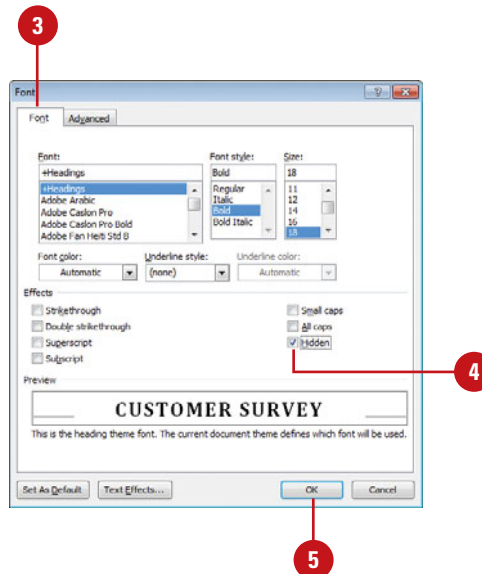 3
Font
Font Advanced
Font: Font style: Size:
+Headings Bold 18
+Headings Regular 11
Adobe Arabic Italic 12
Adobe Caslon Pro Bold 14
Adobe Caslon Pro Bold Bold Italic 16
Adobe Fan Heiti Std B 18
Font color: Underline style: Underline color:
Automatic (none) Automatic
Effects
Strikethrough Small caps
Double strikethrough All caps
Superscript Hidden
Subscript
4
Preview
CUSTOMER SURVEY
This is the heading theme font. The current document theme defines which font will be used.
Set As Default Text Effects... OK Cancel
5